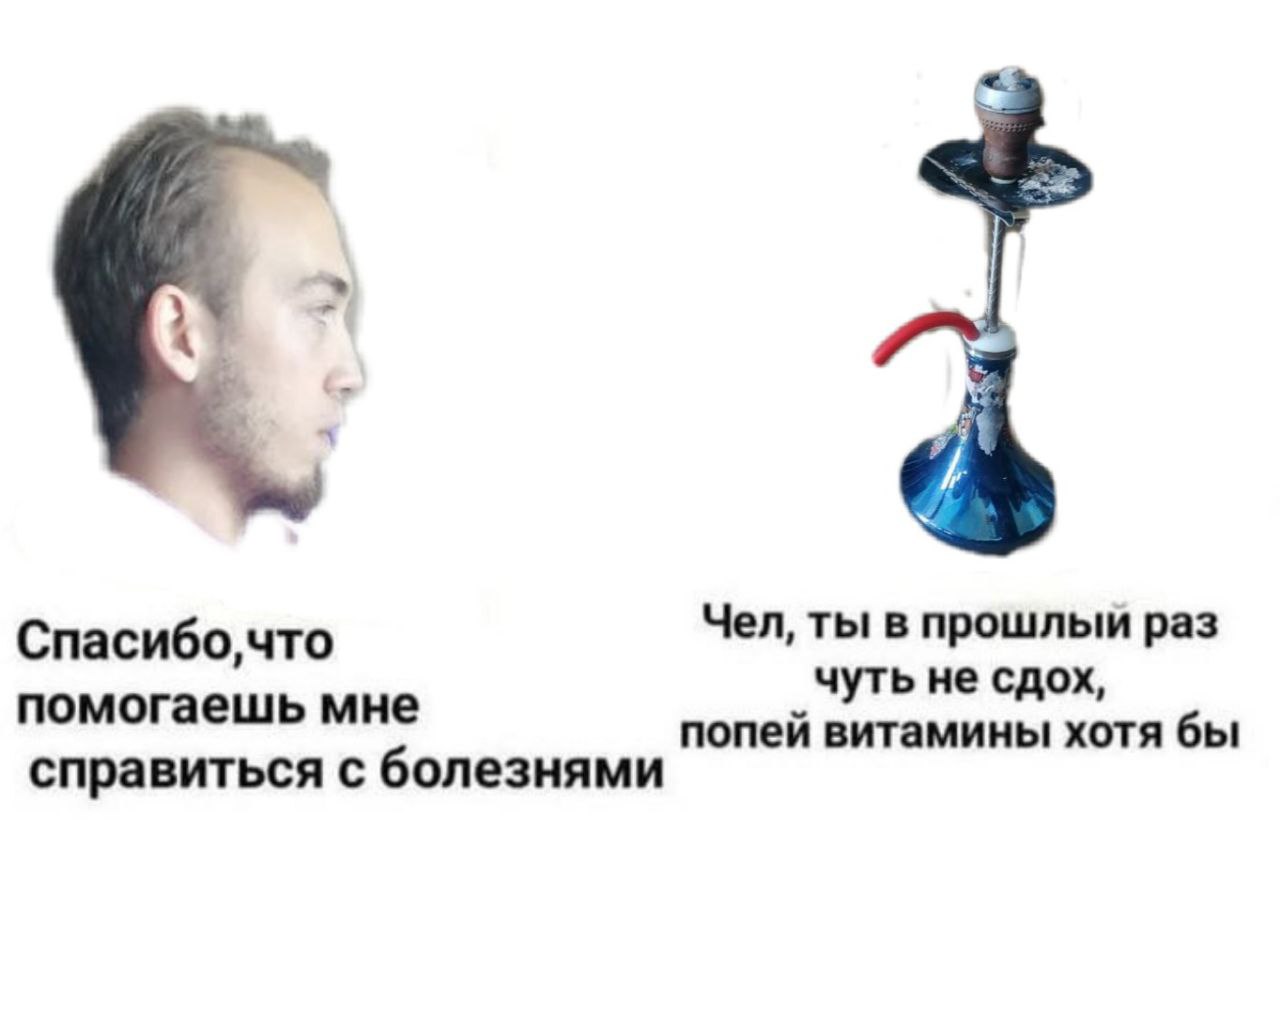 Спасибо,что
помогаешь мне
справиться с болезнями
Чел, ты в прошлый раз
чуть не сдох,
попей витамины хотя бы